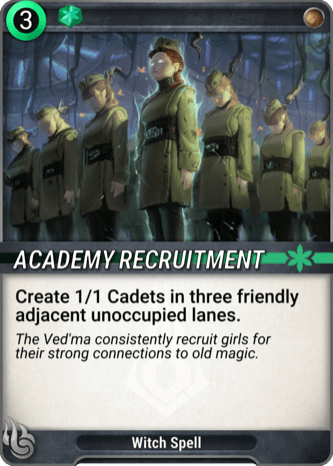 3
ACADEMY RECRUITMENT
Create 1/1 Cadets in three friendly
adjacent unoccupied lanes.
The Ved'ma consistently recruit girls for
their strong connections to old magic.
Witch Spell